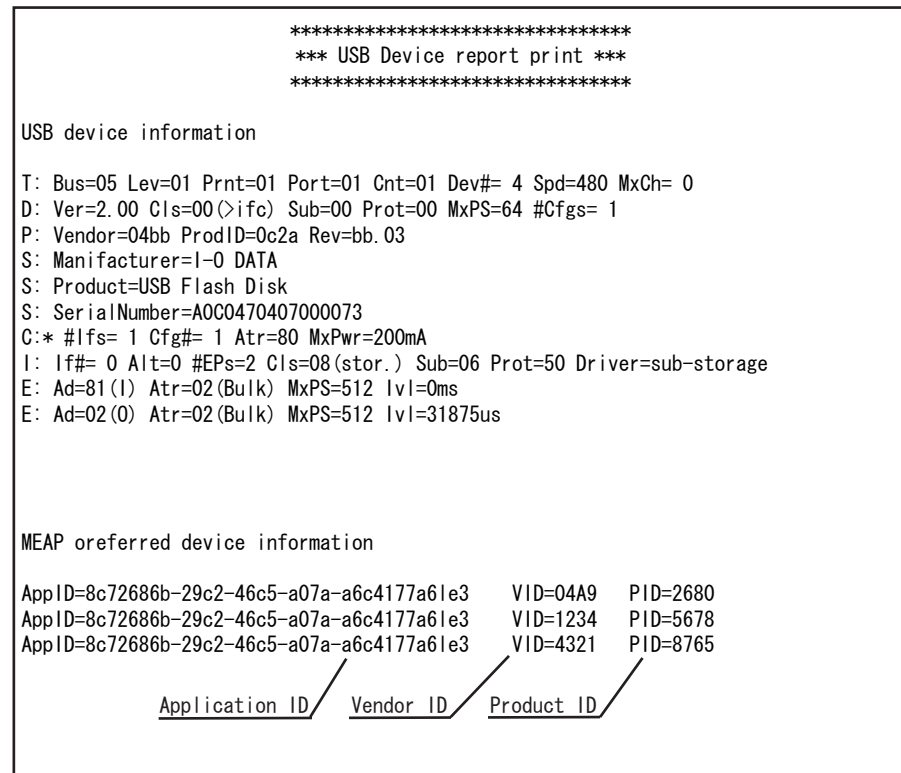 ********************************
*** USB Device report print ***
********************************
USB device information
T: Bus=05 Lev=01 Prnt=01 Port=01 Cnt=01 Dev#= 4 Spd=480 MxCh= 0
D: Ver=2.00 Cls=00(>ifc) Sub=00 Prot=00 MxPS=64 #Cfgs= 1
P: Vendor=04bb ProdID=0c2a Rev=bb.03
S: Manifacturer=I-O DATA
S: Product=USB Flash Disk
S: SerialNumber=A0C0470407000073
C:* #Ifs= 1 Cfg#= 1 Atr=80 MxPwr=200mA
I: If#= 0 Alt=0 #EPs=2 Cls=08(stor.) Sub=06 Prot=50 Driver=sub-storage
E: Ad=81(I) Atr=02(Bulk) MxPS=512 Ivl=0ms
E: Ad=02(O) Atr=02(Bulk) MxPS=512 Ivl=31875us
MEAP oreferred device information
AppID=8c72686b-29c2-46c5-a07a-a6c4177a6le3 VID=04A9 PID=2680
AppID=8c72686b-29c2-46c5-a07a-a6c4177a6le3 VID=1234 PID=5678
AppID=8c72686b-29c2-46c5-a07a-a6c4177a6le3 VID=4321 PID=8765
Application ID Vendor ID Product ID